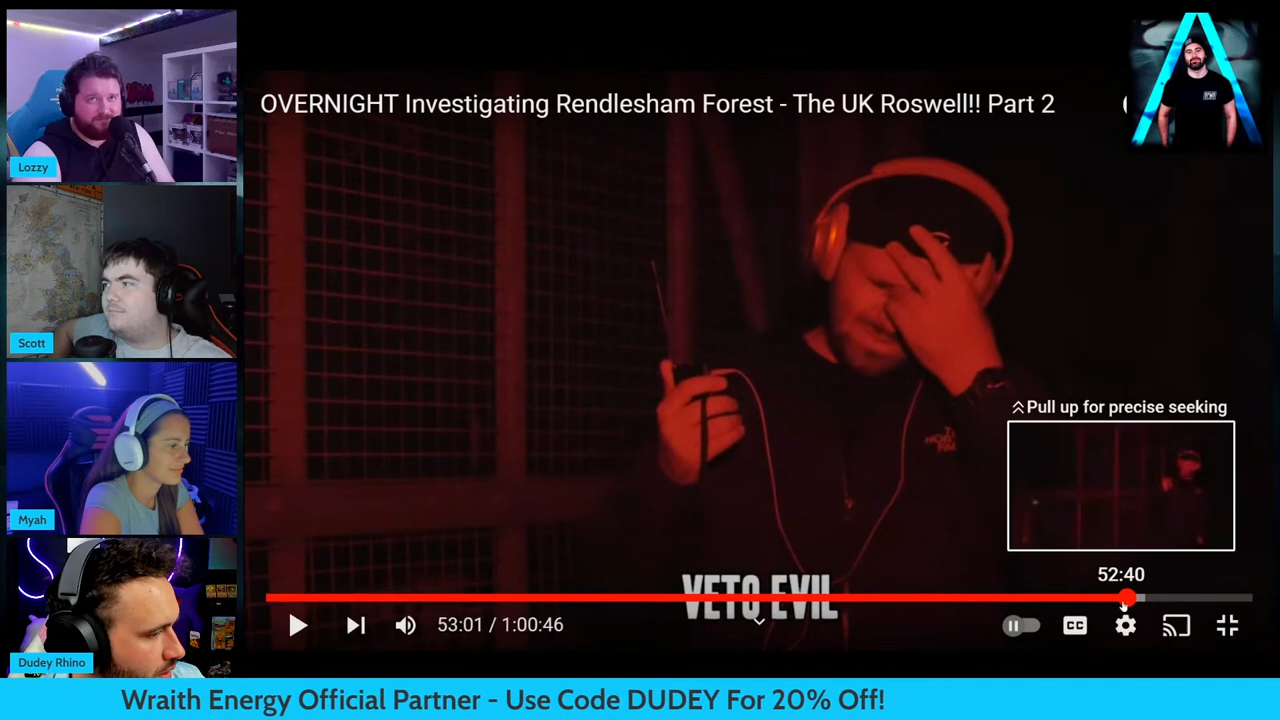 OVERNIGHT Investigating Rendlesham Forest - The UK Roswell!! Part 2
Lozzy
Scott
Myah
Dudey Rhino
Pull up for precise seeking
52:40
VETO EVIL
53:01 / 1:00:46
CC
Wraith Energy Official Partner - Use Code DUDEY For 20% Off!